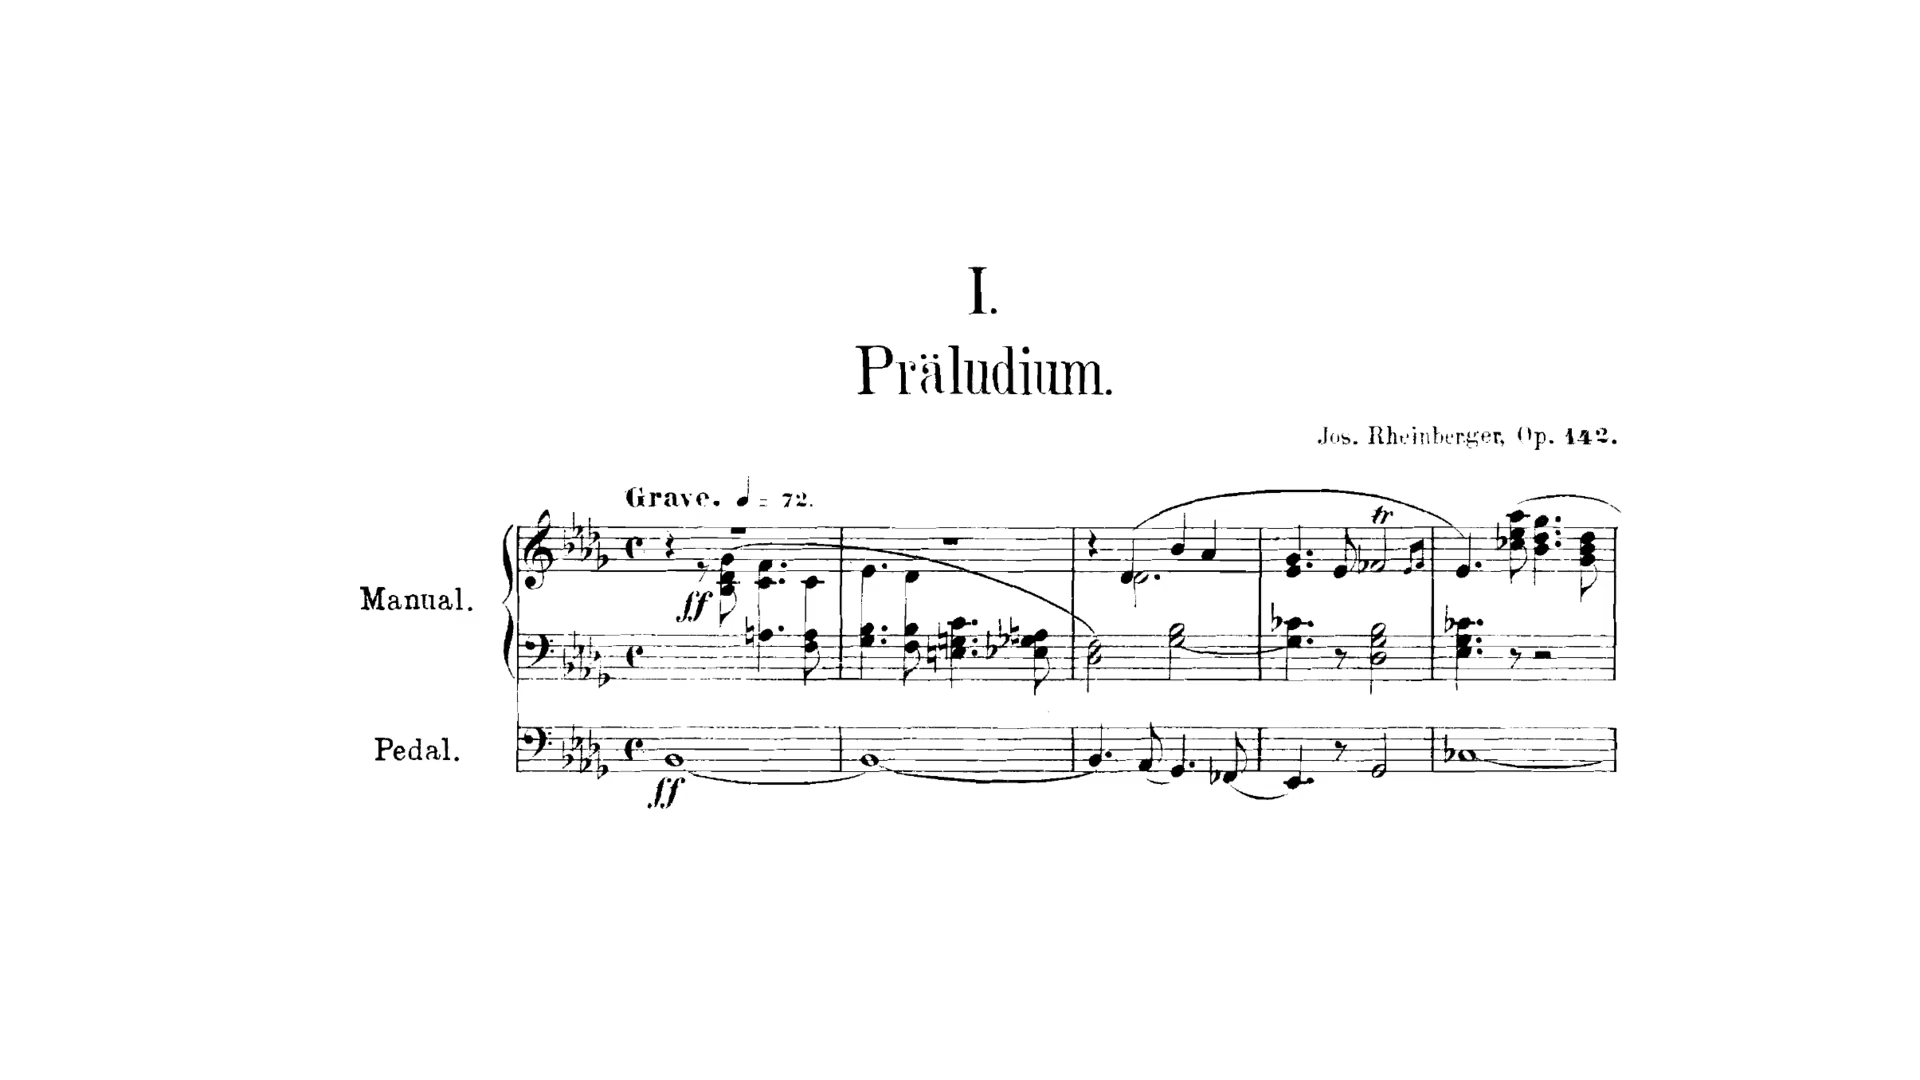 I.
Präludium.
Jos. Rheinberger, Op. 142.
Grave. ♩ = 72.
tr
Manual.
ff
Pedal.
ff